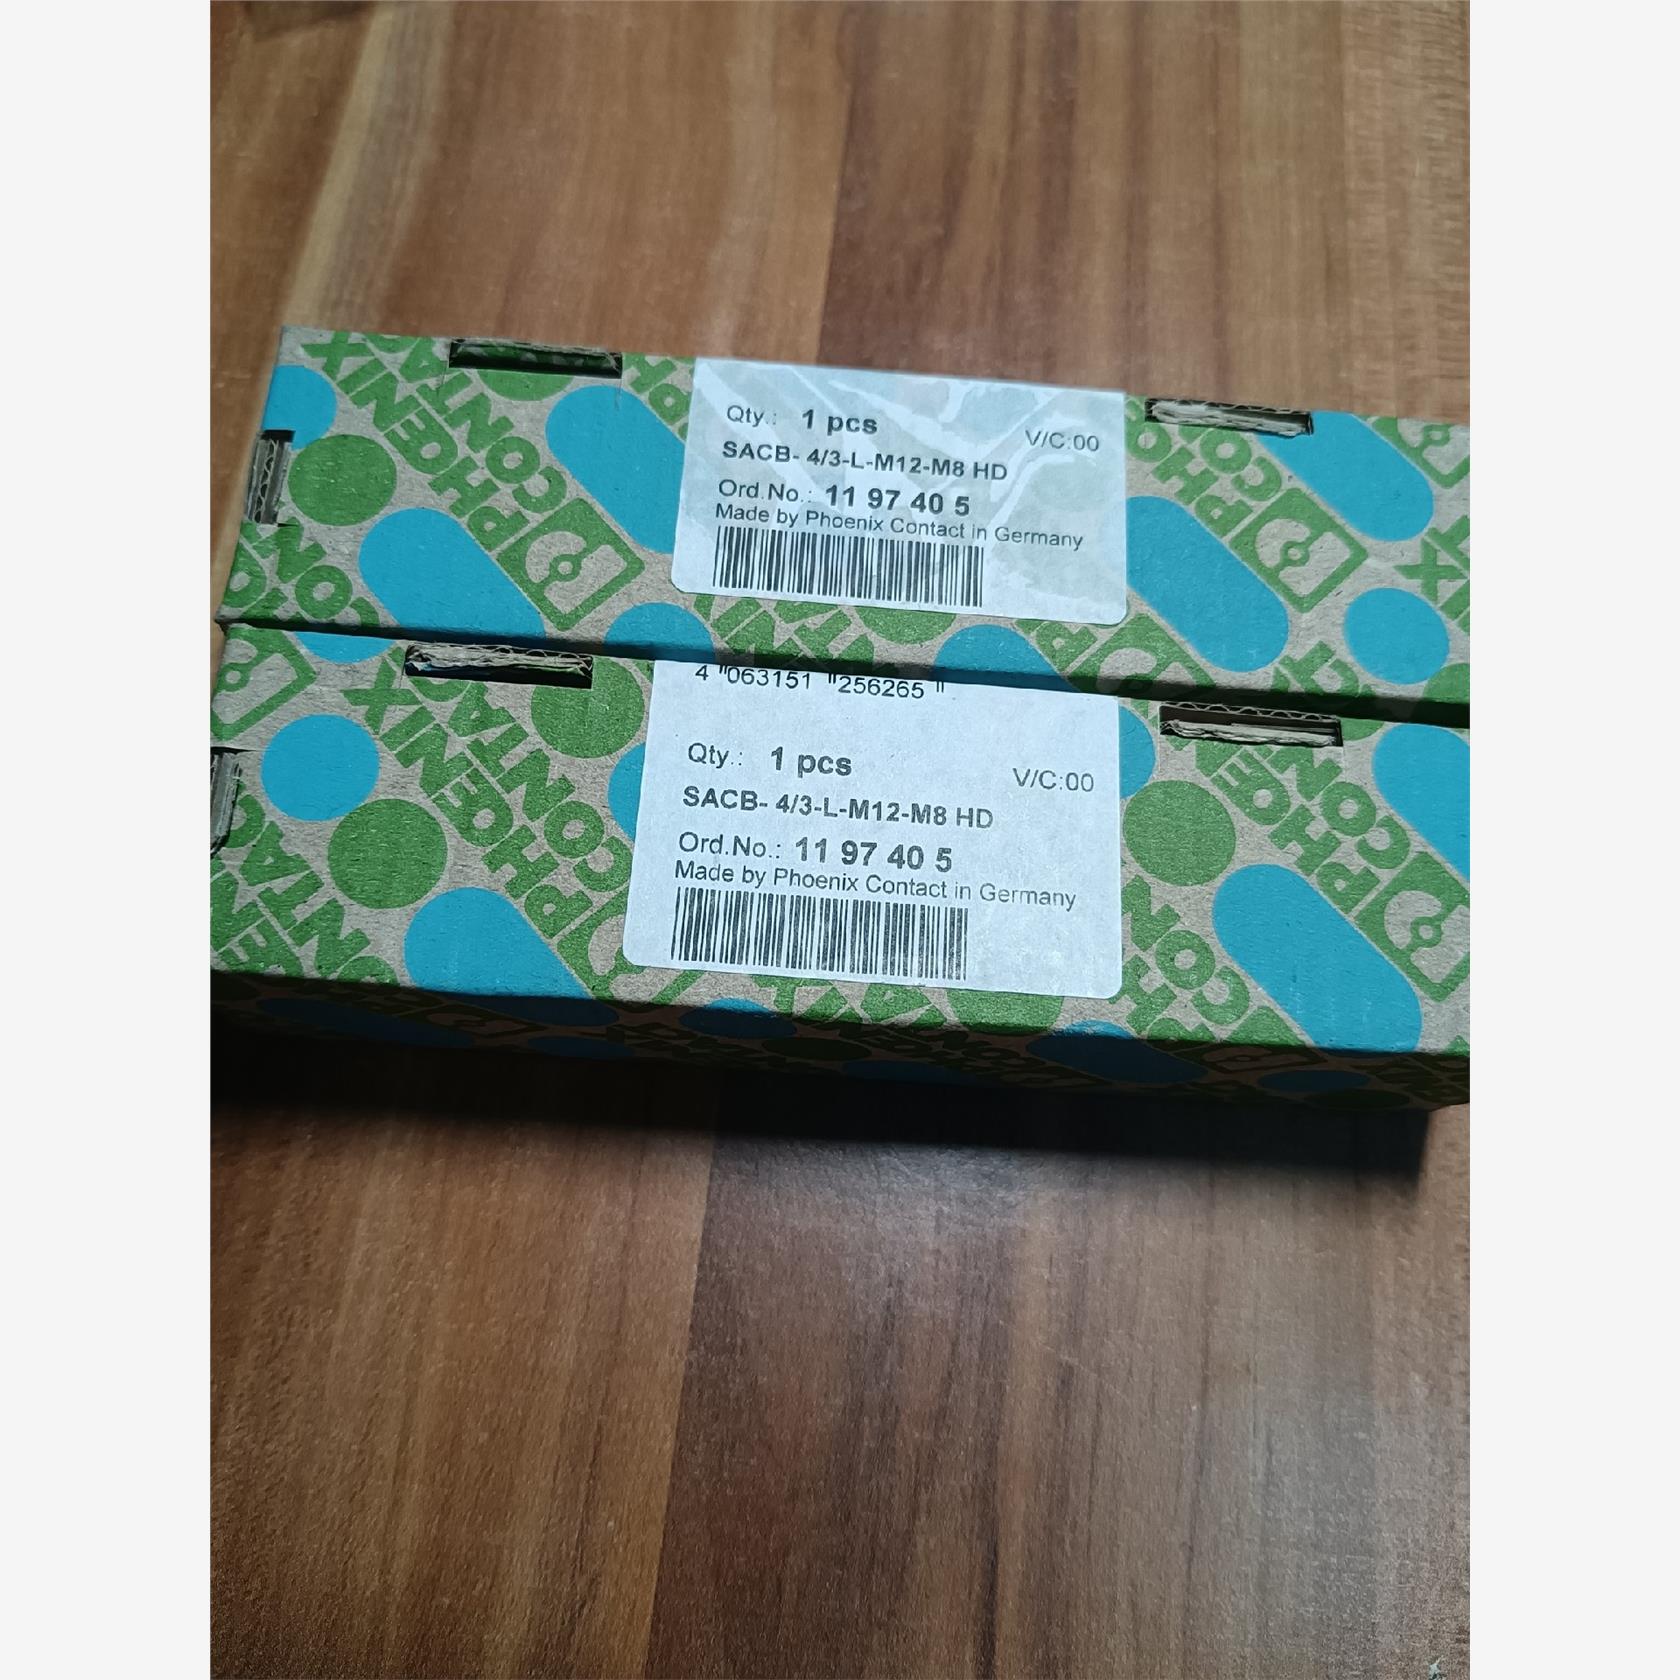 Qty.: 1 pcs
V/C:00
SACB- 4/3-L-M12-M8 HD
Ord.No.: 11 97 40 5
Made by Phoenix Contact in Germany
4 "063151 "256265 "
Qty.: 1 pcs
V/C:00
SACB- 4/3-L-M12-M8 HD
Ord.No.: 11 97 40 5
Made by Phoenix Contact in Germany
PHŒNIX
CONTACT
PHŒNIX
CONTACT